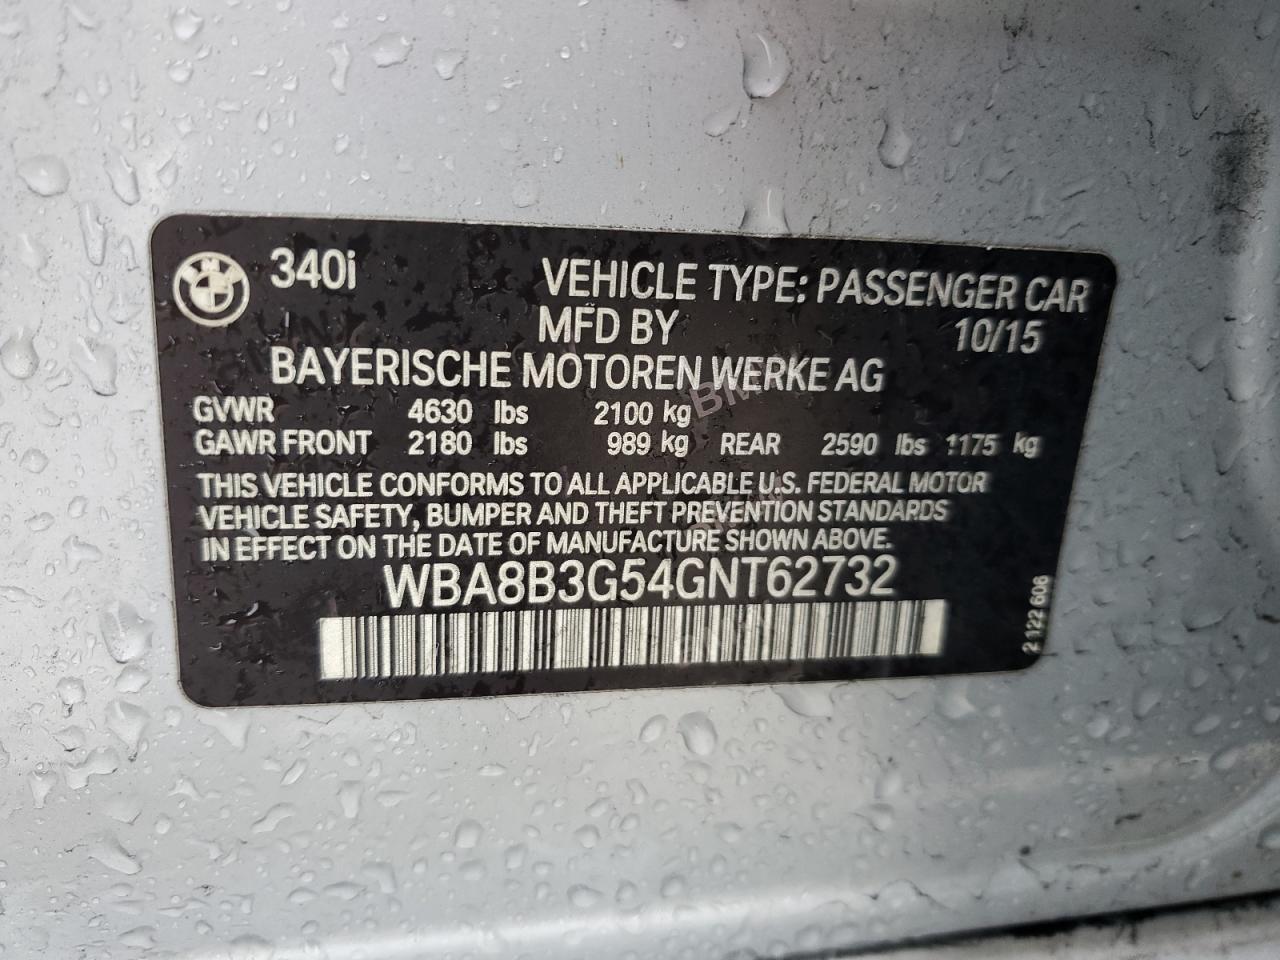 340i
VEHICLE TYPE: PASSENGER CAR
MFD BY 10/15
BAYERISCHE MOTOREN WERKE AG
GVWR 4630 lbs 2100 kg
GAWR FRONT 2180 lbs 989 kg REAR 2590 lbs 1175 kg
THIS VEHICLE CONFORMS TO ALL APPLICABLE U.S. FEDERAL MOTOR
VEHICLE SAFETY, BUMPER AND THEFT PREVENTION STANDARDS
IN EFFECT ON THE DATE OF MANUFACTURE SHOWN ABOVE.
WBA8B3G54GNT62732
2 122 606